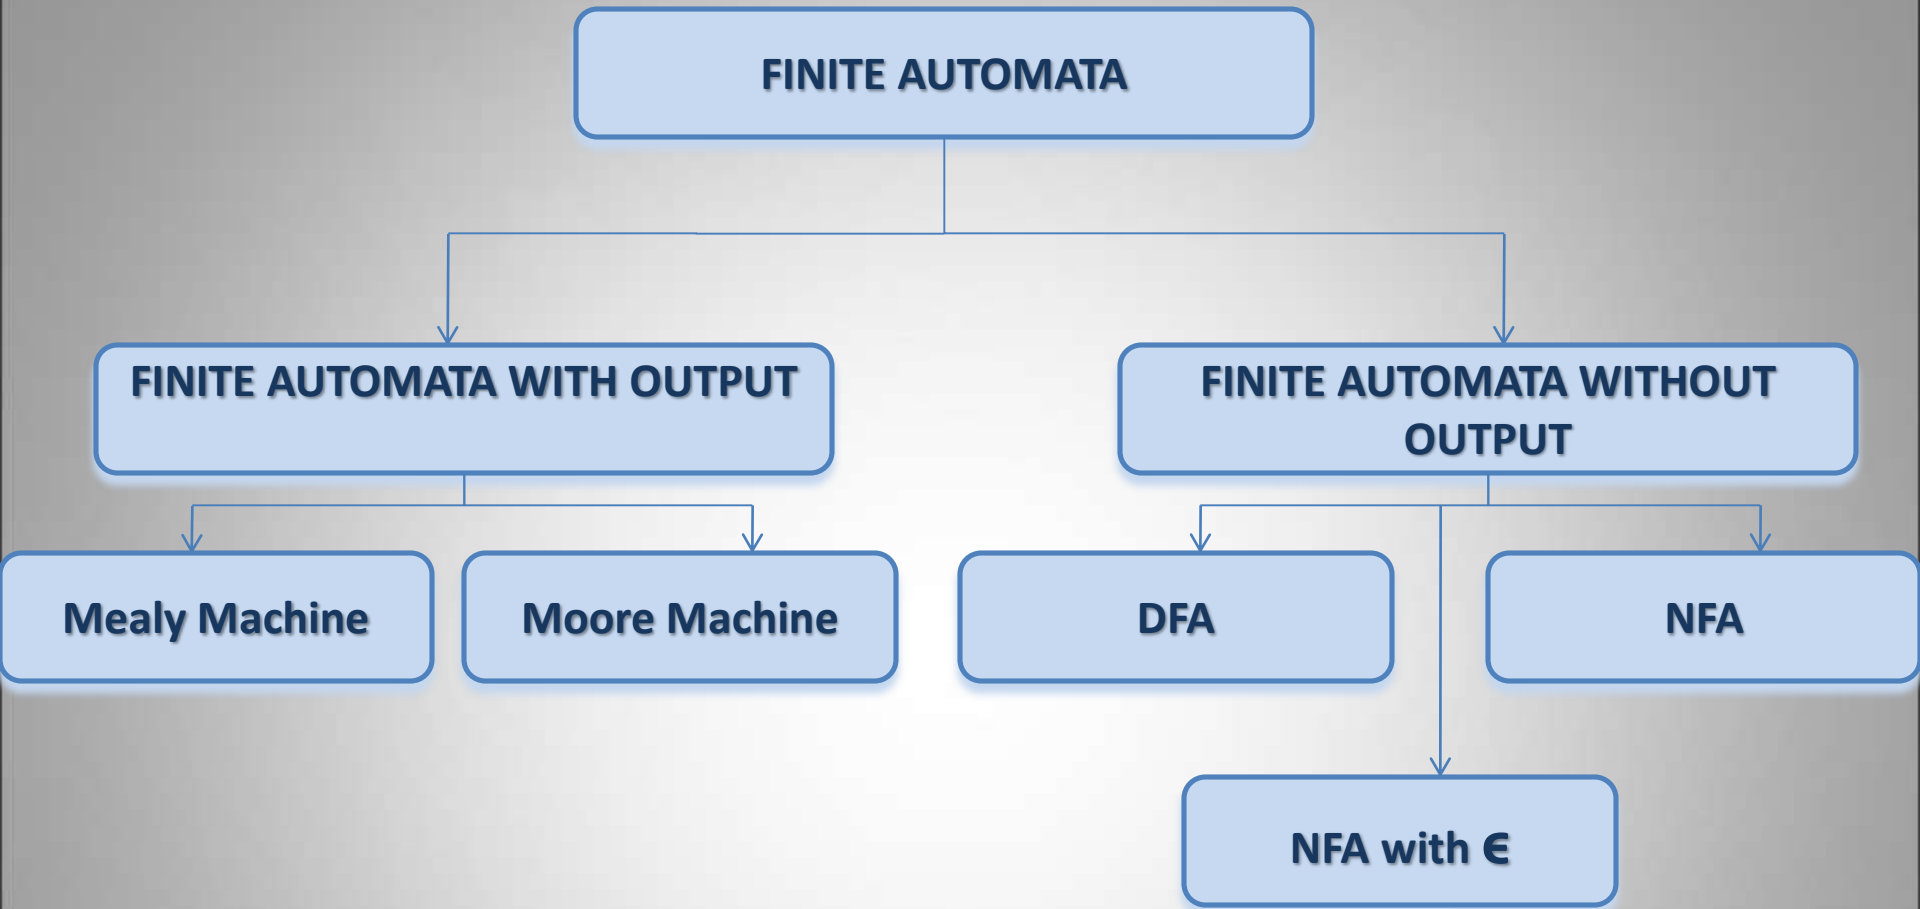 FINITE AUTOMATA
FINITE AUTOMATA WITH OUTPUT
FINITE AUTOMATA WITHOUT
OUTPUT
Mealy Machine
Moore Machine
DFA
NFA
NFA with Є